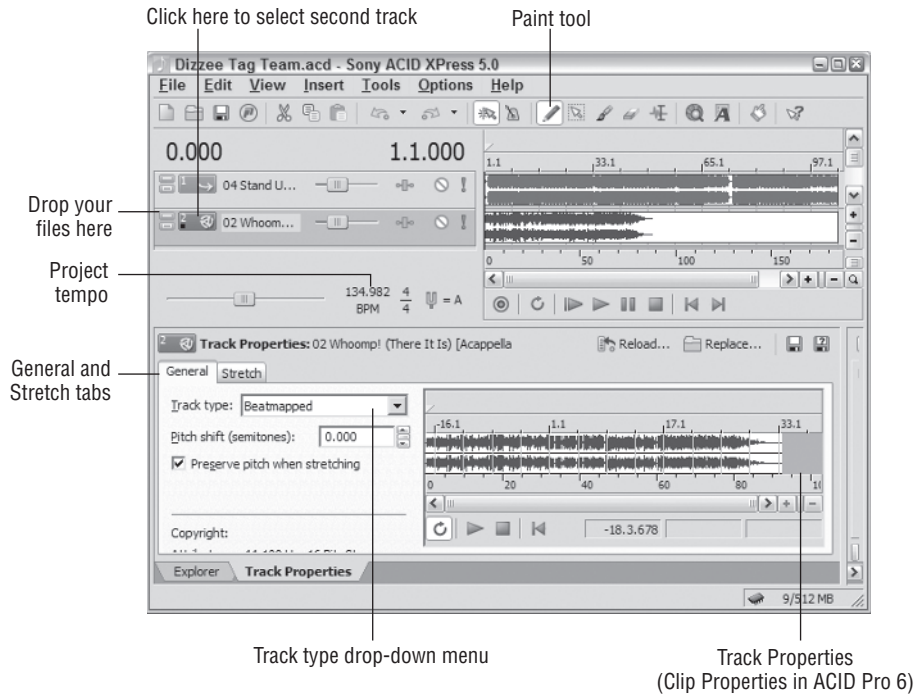 Click here to select second track
Paint tool
Dizzee Tag Team.acd - Sony ACID XPress 5.0
File Edit View Insert Tools Options Help
0.000 1.1.000
1.1 33.1 65.1 97.1
1 04 Stand U...
Drop your
files here
2 02 Whoom...
0 50 100 150
Project
tempo
134.982
BPM
4
4
= A
2 Track Properties: 02 Whoomp! (There It Is) [Acappella
Reload... Replace...
General and
Stretch tabs
General Stretch
Track type: Beatmapped
Pitch shift (semitones): 0.000
Preserve pitch when stretching
-16.1 1.1 17.1 33.1
0 20 40 60 80
-18.3.678
Copyright:
Explorer Track Properties
9/512 MB
Track type drop-down menu
Track Properties
(Clip Properties in ACID Pro 6)